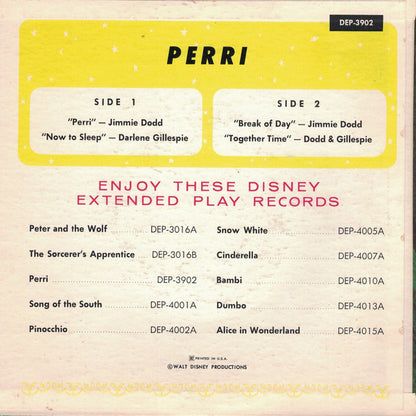 DEP-3902
PERRI
SIDE 1
"Perri" — Jimmie Dodd
"Now to Sleep" — Darlene Gillespie
SIDE 2
"Break of Day" — Jimmie Dodd
"Together Time" — Dodd & Gillespie
ENJOY THESE DISNEY
EXTENDED PLAY RECORDS
Peter and the Wolf DEP-3016A
The Sorcerer's Apprentice DEP-3016B
Perri DEP-3902
Song of the South DEP-4001A
Pinocchio DEP-4002A
Snow White DEP-4005A
Cinderella DEP-4007A
Bambi DEP-4010A
Dumbo DEP-4013A
Alice in Wonderland DEP-4015A
PRINTED IN U.S.A.
©WALT DISNEY PRODUCTIONS